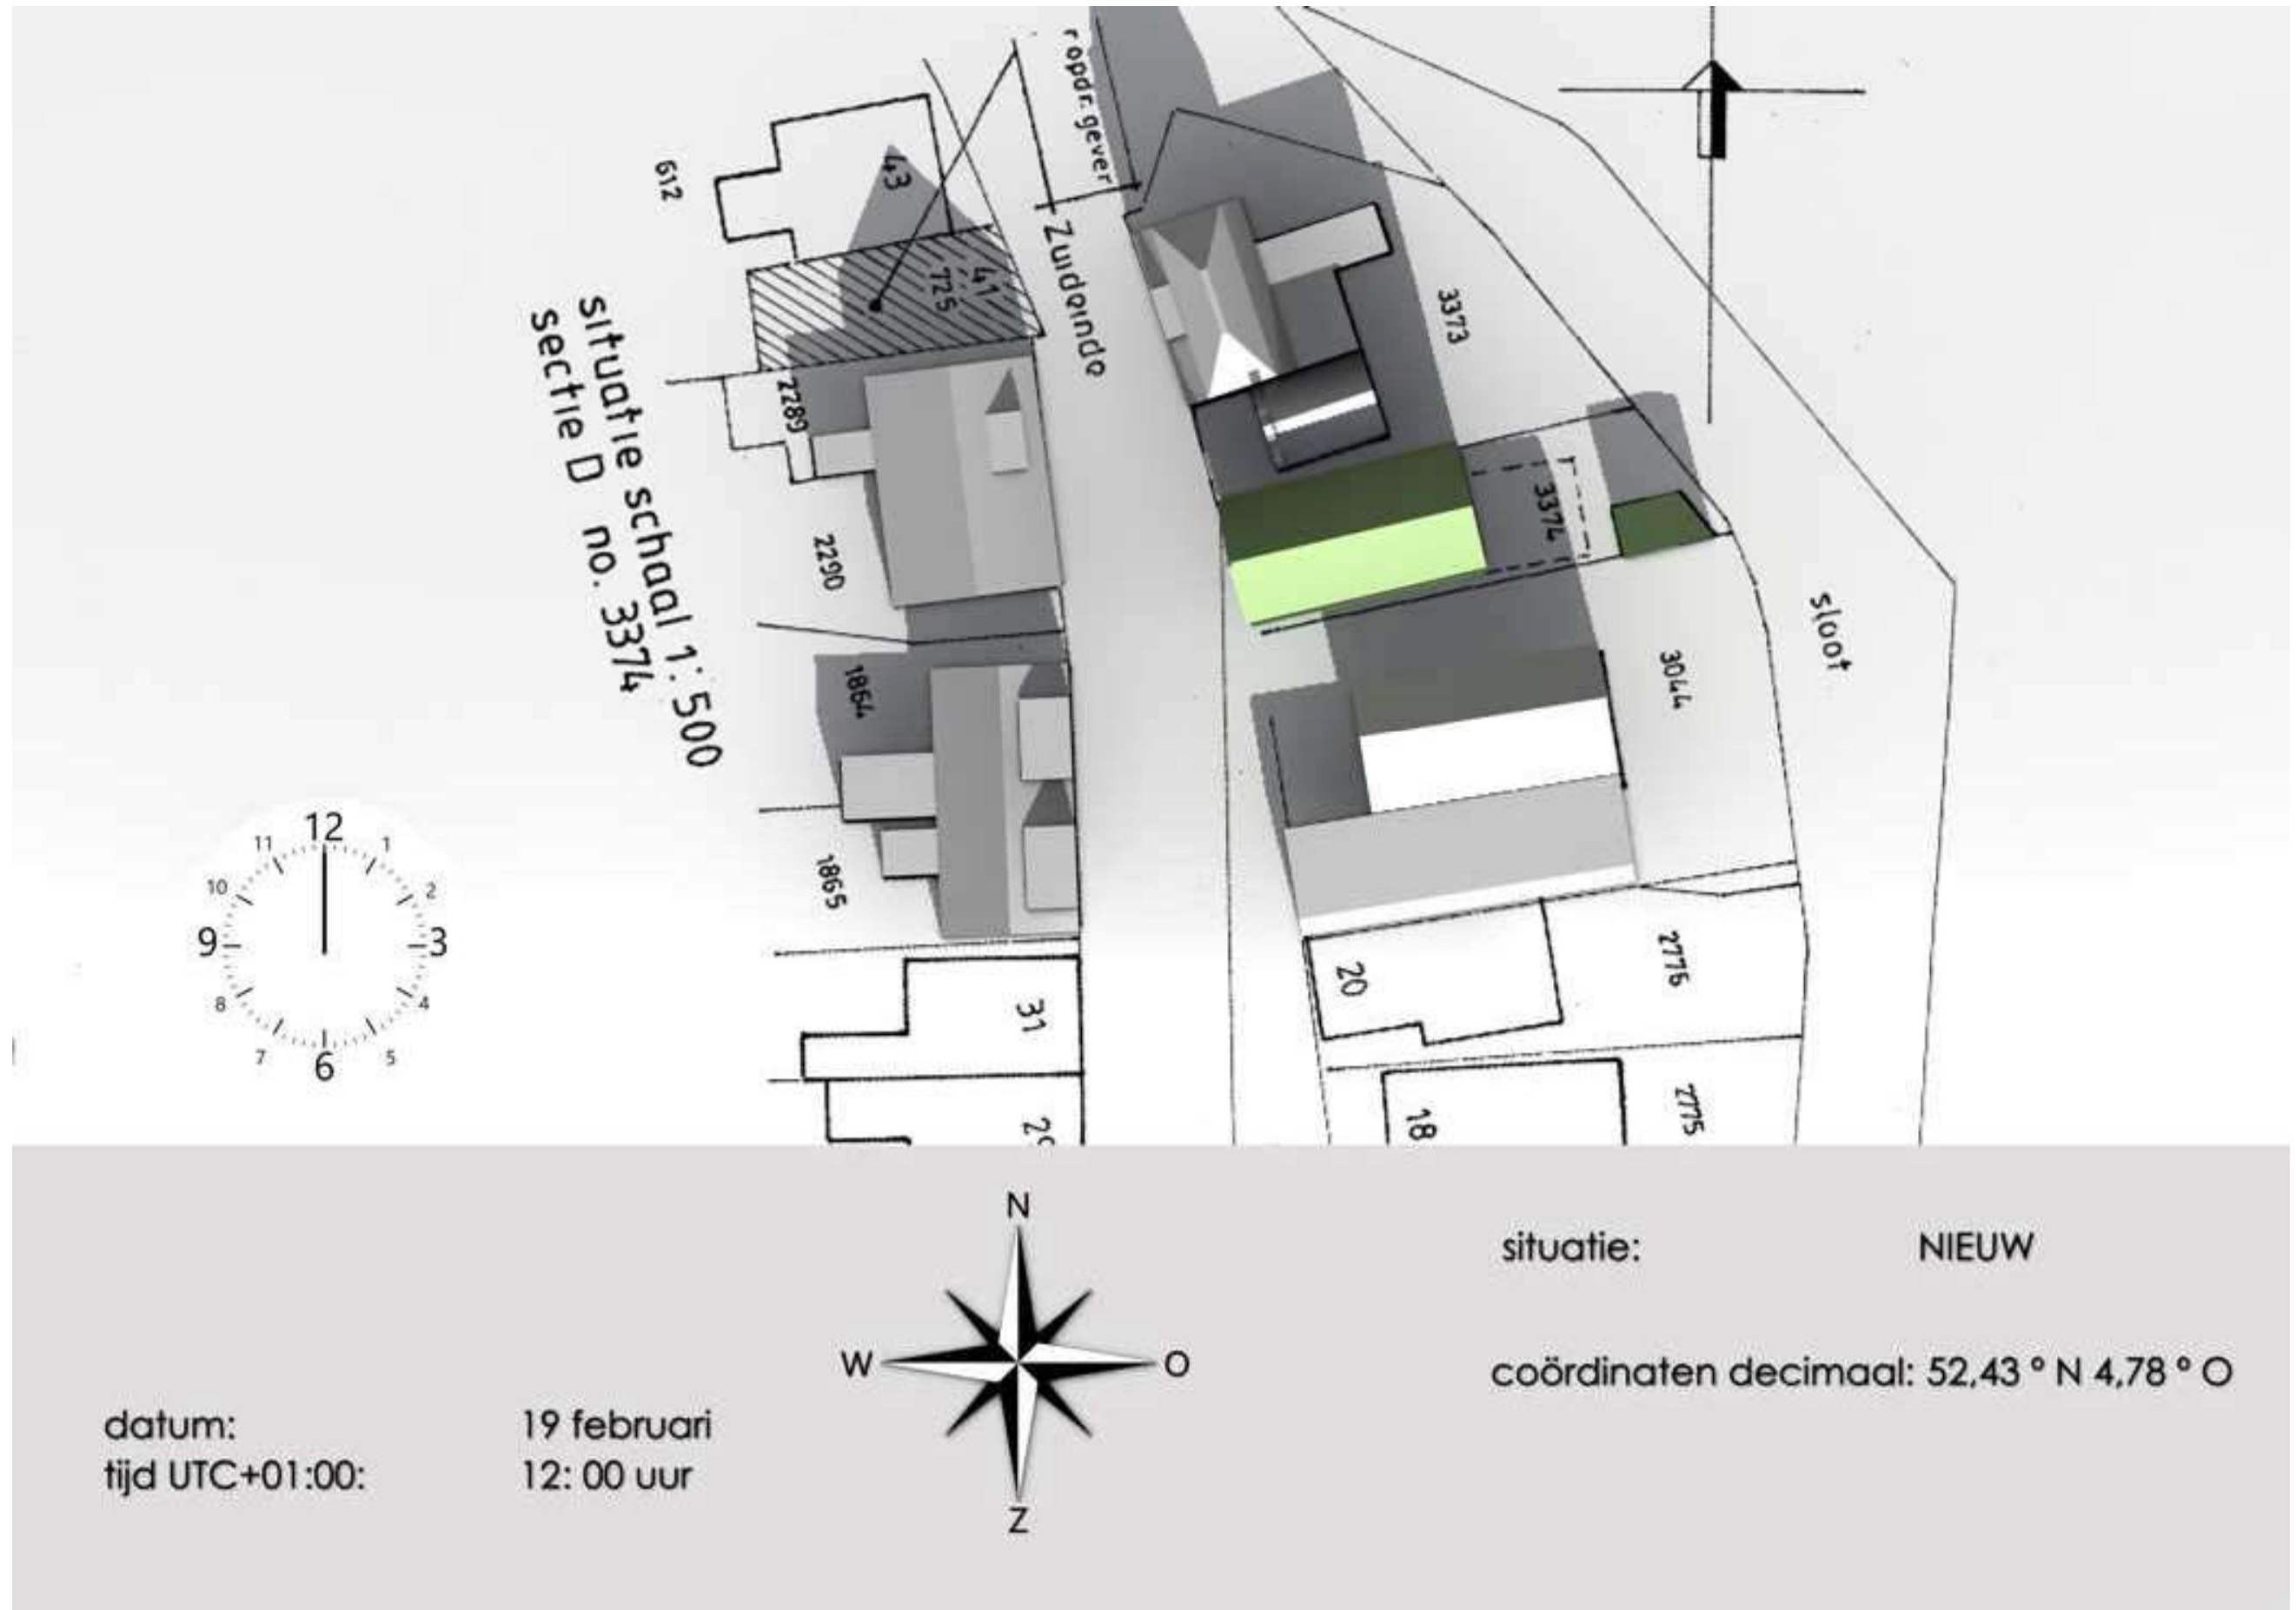 r opdr. gever
43
612
Zuideinde
41
725
3373
situatie schaal 1:500
sectie D no. 3374
2289
3374
2290
sloot
1864
3044
1865
12
11
1
10
2
9
3
8
4
7
5
6
20
2776
31
18
2775
N
W
O
Z
situatie: NIEUW
coördinaten decimaal: 52,43 º N 4,78 º O
datum: 19 februari
tijd UTC+01:00: 12: 00 uur